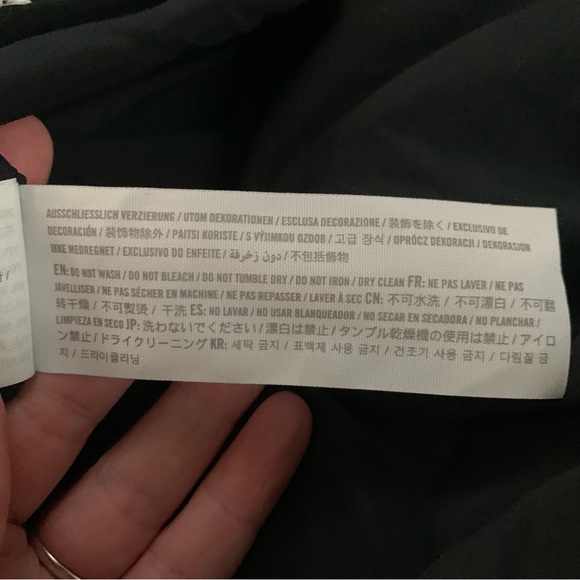 AUSSCHLIESSLICH VERZIERUNG / UTOM DEKORATIONEN / ESCLUSA DECORAZIONE / 装飾を除く / EXCLUSIVO DE
DECORACIÓN / 装饰物除外 / PAITSI KORISTE / S VÝJIMKOU OZDOB / 고급 장식 / OPRÓCZ DEKORACJI / DEKORASJON
IKKE MEDREGNET / EXCLUSIVO DO ENFEITE / دون زخرفة / 不包括飾物
EN: DO NOT WASH / DO NOT BLEACH / DO NOT TUMBLE DRY / DO NOT IRON / DRY CLEAN FR: NE PAS LAVER / NE PAS
JAVELLISER / NE PAS SÉCHER EN MACHINE / NE PAS REPASSER / LAVER À SEC CN: 不可水洗 / 不可漂白 / 不可翻
转干燥 / 不可熨烫 / 干洗 ES: NO LAVAR / NO USAR BLANQUEADOR / NO SECAR EN SECADORA / NO PLANCHAR /
LIMPIEZA EN SECO JP: 洗わないでください / 漂白は禁止 / タンブル乾燥機の使用は禁止 / アイロ
ン禁止 / ドライクリーニング KR: 세탁 금지 / 표백제 사용 금지 / 건조기 사용 금지 / 다림질 금
지 / 드라이클리닝